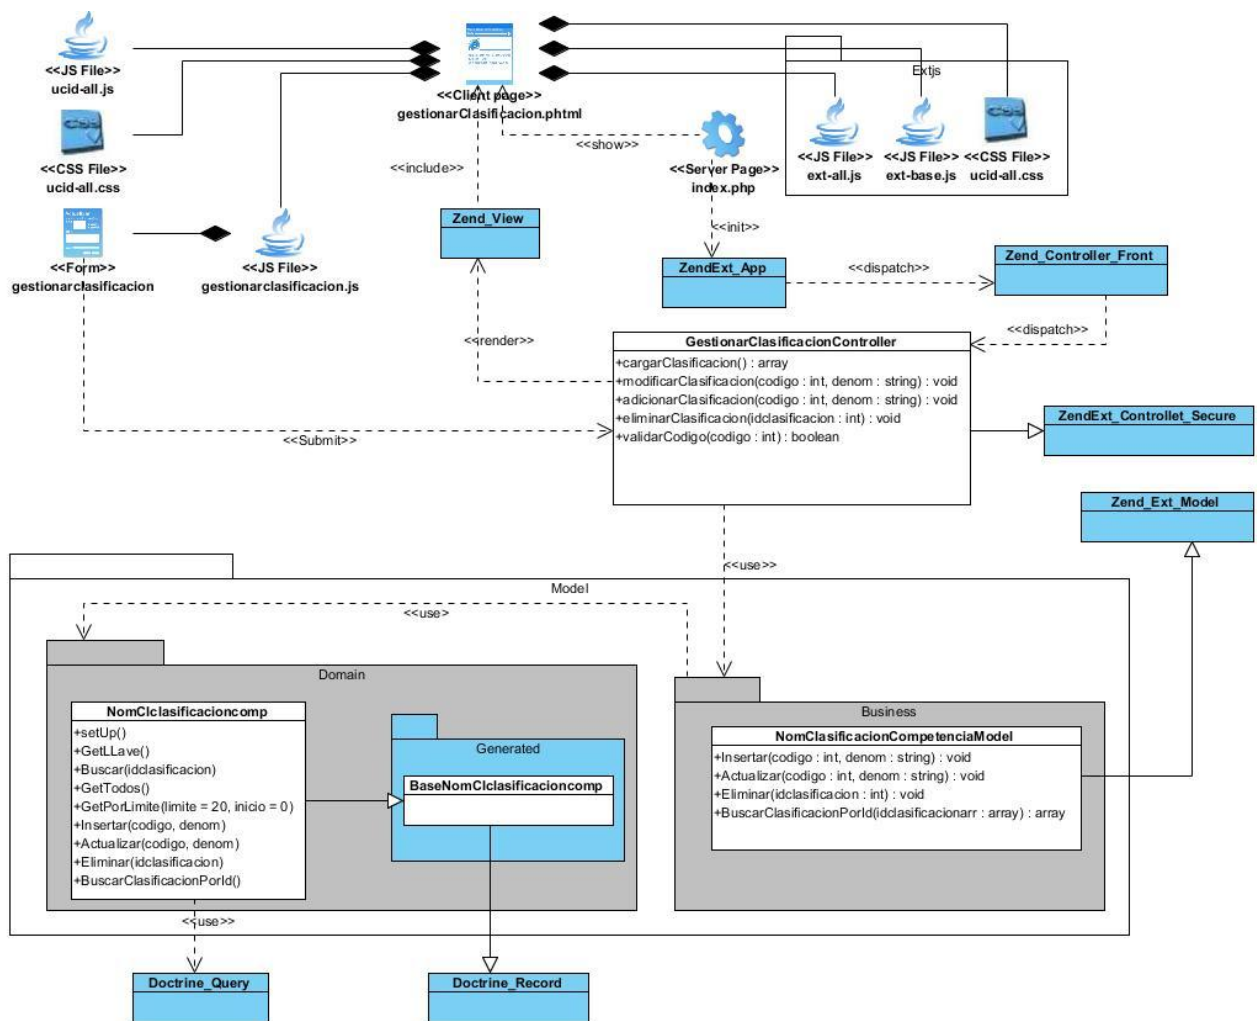 <<JS File>>
ucid-all.js
<<CSS File>>
ucid-all.css
<<Form>>
gestionarclasificacion
<<JS File>>
gestionarclasificacion.js
<<Client page>>
gestionarClasificacion.phtml
<<include>>
<<show>>
<<Server Page>>
index.php
Extjs
<<JS File>>
ext-all.js
<<JS File>>
ext-base.js
<<CSS File>>
ucid-all.css
Zend_View
<<init>>
ZendExt_App
<<dispatch>>
Zend_Controller_Front
<<dispatch>>
<<render>>
<<Submit>>
GestionarClasificacionController
+cargarClasificacion() : array
+modificarClasificacion(codigo : int, denom : string) : void
+adicionarClasificacion(codigo : int, denom : string) : void
+eliminarClasificacion(idclasificacion : int) : void
+validarCodigo(codigo : int) : boolean
ZendExt_Controllet_Secure
Zend_Ext_Model
<<use>>
Model
<<use>
Domain
NomClclasificacioncomp
+setUp()
+GetLLave()
+Buscar(idclasificacion)
+GetTodos()
+GetPorLimite(limite = 20, inicio = 0)
+Insertar(codigo, denom)
+Actualizar(codigo, denom)
+Eliminar(idclasificacion)
+BuscarClasificacionPorId()
Generated
BaseNomClclasificacioncomp
Business
NomClasificacionCompetenciaModel
+Insertar(codigo : int, denom : string) : void
+Actualizar(codigo : int, denom : string) : void
+Eliminar(idclasificacion : int) : void
+BuscarClasificacionPorId(idclasificacionarr : array) : array
<<use>>
Doctrine_Query
Doctrine_Record